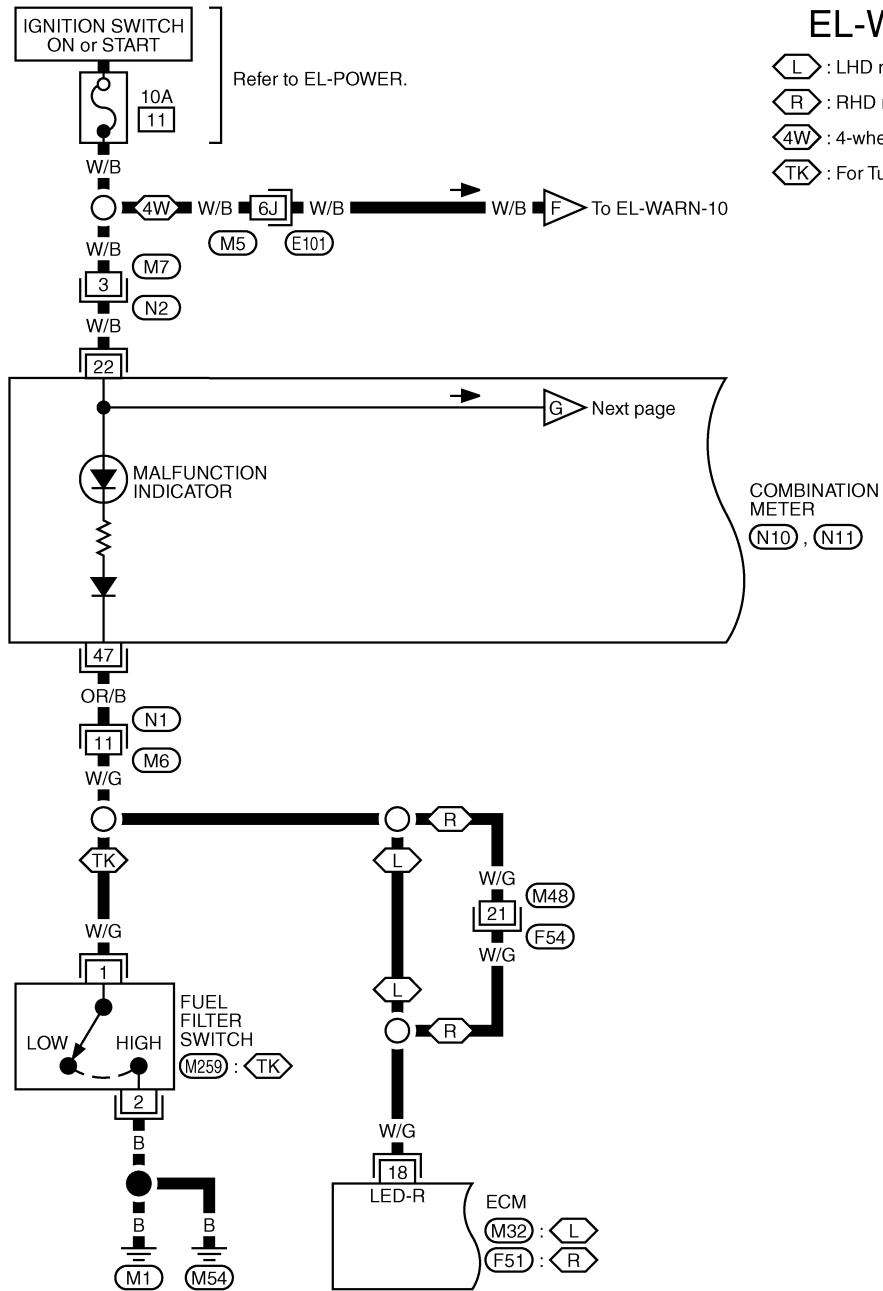 IGNITION SWITCH
ON or START
Refer to EL-POWER.
10A
11
EL-W
L : LHD
R : RHD
4W : 4-whe
TK : For Tu
W/B
4W
W/B
6J
W/B
W/B
F
To EL-WARN-10
M5
E101
W/B
M7
3
N2
W/B
22
G
Next page
MALFUNCTION
INDICATOR
COMBINATION
METER
N10 , N11
47
OR/B
N1
11
M6
W/G
R
TK
L
W/G
M48
21
F54
W/G
W/G
1
L
R
FUEL
FILTER
SWITCH
LOW
HIGH
M259 : TK
2
B
W/G
18
LED-R
ECM
M32 : L
F51 : R
B
B
M1
M54